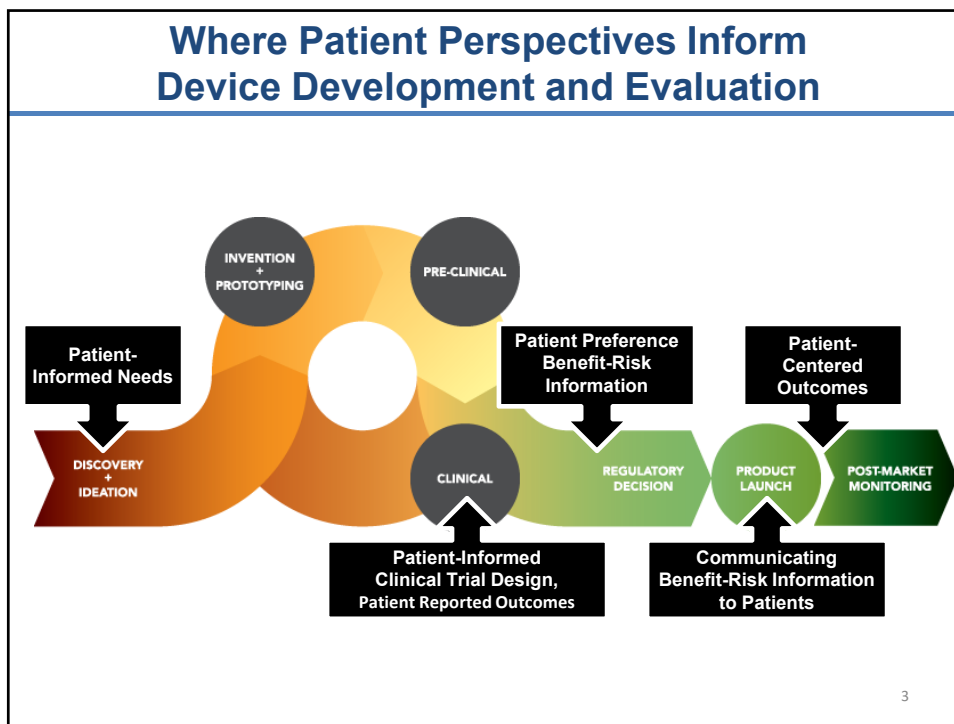 Where Patient Perspectives Inform
Device Development and Evaluation
INVENTION
+
PROTOTYPING
PRE-CLINICAL
Patient-
Informed Needs
Patient Preference
Benefit-Risk
Information
Patient-
Centered
Outcomes
DISCOVERY
+
IDEATION
CLINICAL
REGULATORY
DECISION
PRODUCT
LAUNCH
POST-MARKET
MONITORING
Patient-Informed
Clinical Trial Design,
Patient Reported Outcomes
Communicating
Benefit-Risk Information
to Patients
3